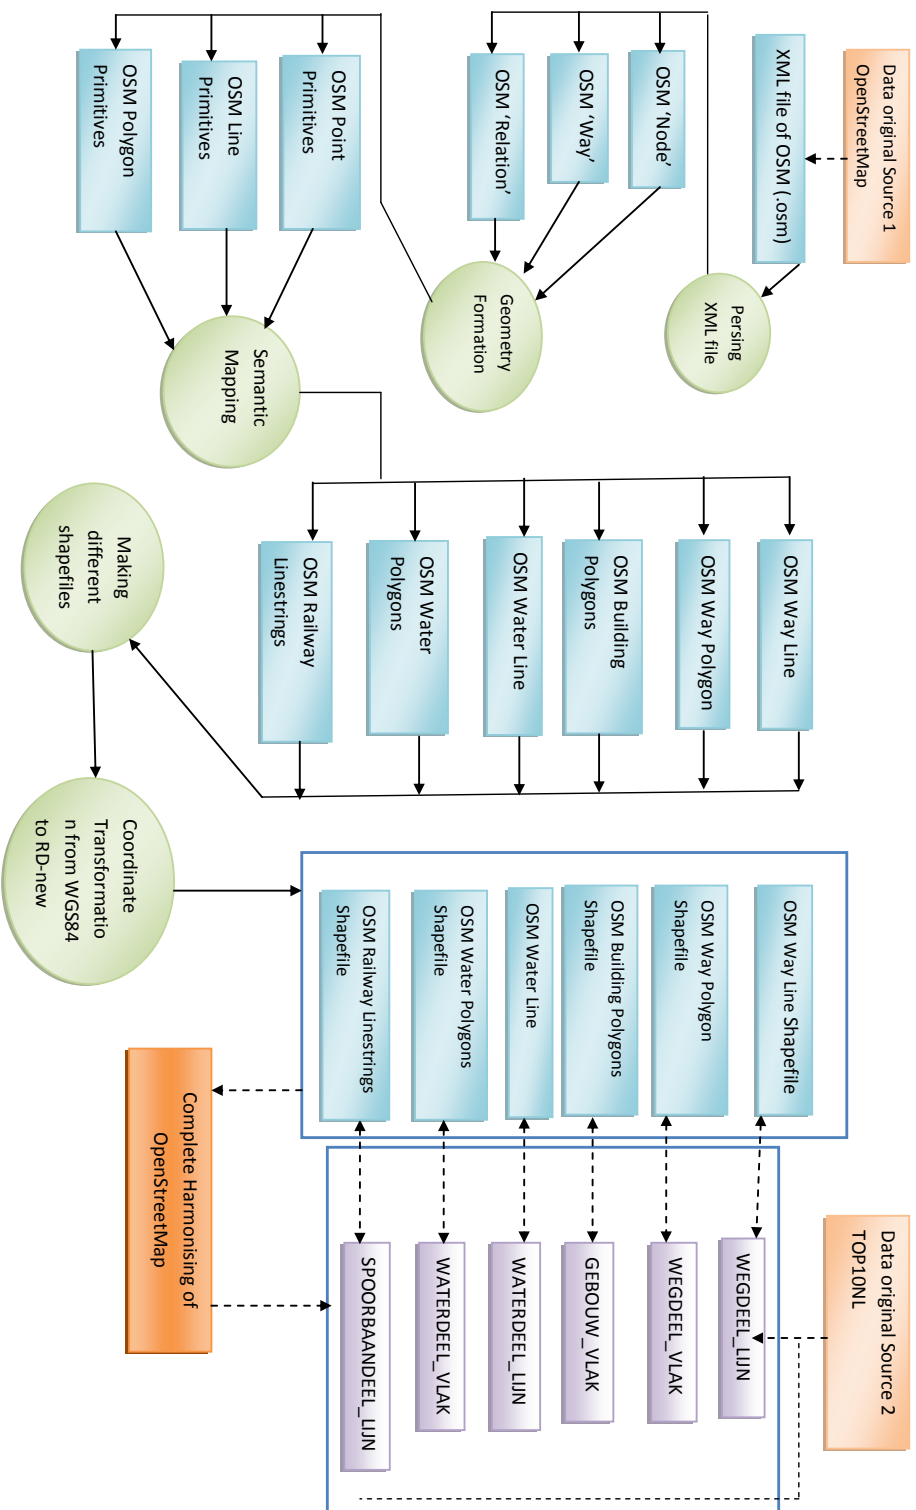 Data original Source 1
OpenStreetMap
XML file of OSM (.osm)
Persing
XML file
OSM ‘Node’
OSM ‘Way’
OSM ‘Relation’
Geometry
Formation
OSM Point
Primitives
OSM Line
Primitives
OSM Polygon
Primitives
Semantic
Mapping
OSM Way Line
OSM Way Polygon
OSM Building
Polygons
OSM Water Line
OSM Water
Polygons
OSM Railway
Linestrings
Making
different
shapefiles
Coordinate
Transformatio
n from WGS84
to RD-new
OSM Way Line Shapefile
OSM Way Polygon
Shapefile
OSM Building Polygons
Shapefile
OSM Water Line
OSM Water Polygons
Shapefile
OSM Railway Linestrings
Shapefile
Complete Harmonising of
OpenStreetMap
Data original Source 2
TOP10NL
WEGDEEL_LIJN
WEGDEEL_VLAK
GEBOUW_VLAK
WATERDEEL_LIJN
WATERDEEL_VLAK
SPOORBAANDEEL_LIJN